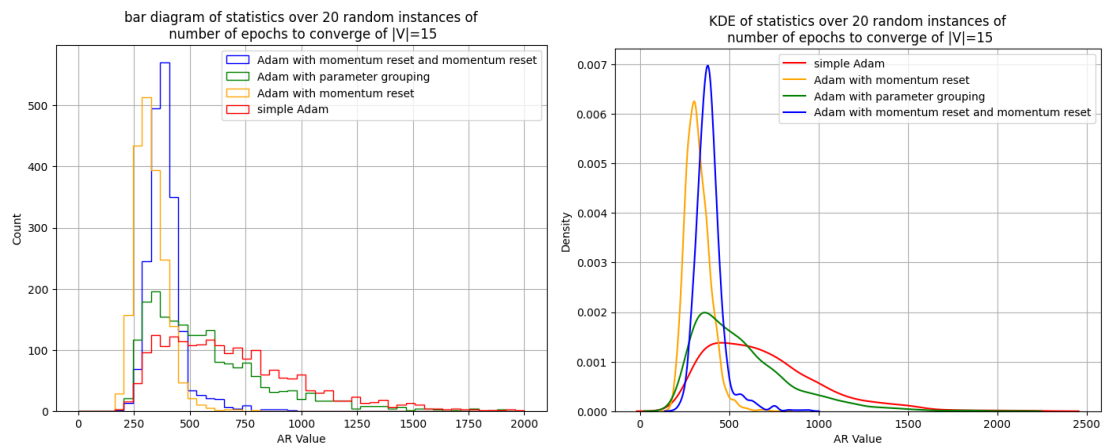 bar diagram of statistics over 20 random instances of
number of epochs to converge of |V|=15
Adam with momentum reset and momentum reset
Adam with parameter grouping
Adam with momentum reset
simple Adam
Count
500
400
300
200
100
0
0
250
500
750
1000
1250
1500
1750
2000
AR Value
KDE of statistics over 20 random instances of
number of epochs to converge of |V|=15
simple Adam
Adam with momentum reset
Adam with parameter grouping
Adam with momentum reset and momentum reset
Density
0.007
0.006
0.005
0.004
0.003
0.002
0.001
0.000
0
500
1000
1500
2000
2500
AR Value